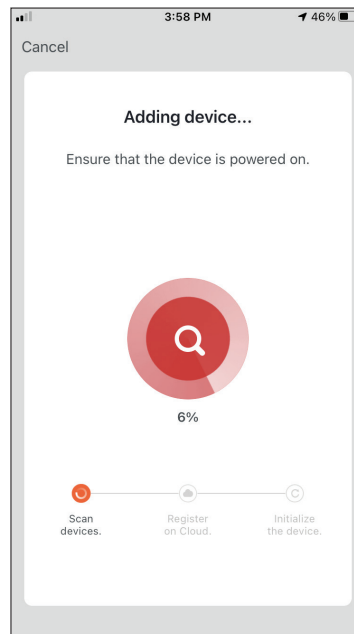 3:58 PM
46%
Cancel
Adding device...
Ensure that the device is powered on.
6%
Scan
devices.
Register
on Cloud.
Initialize
the device.